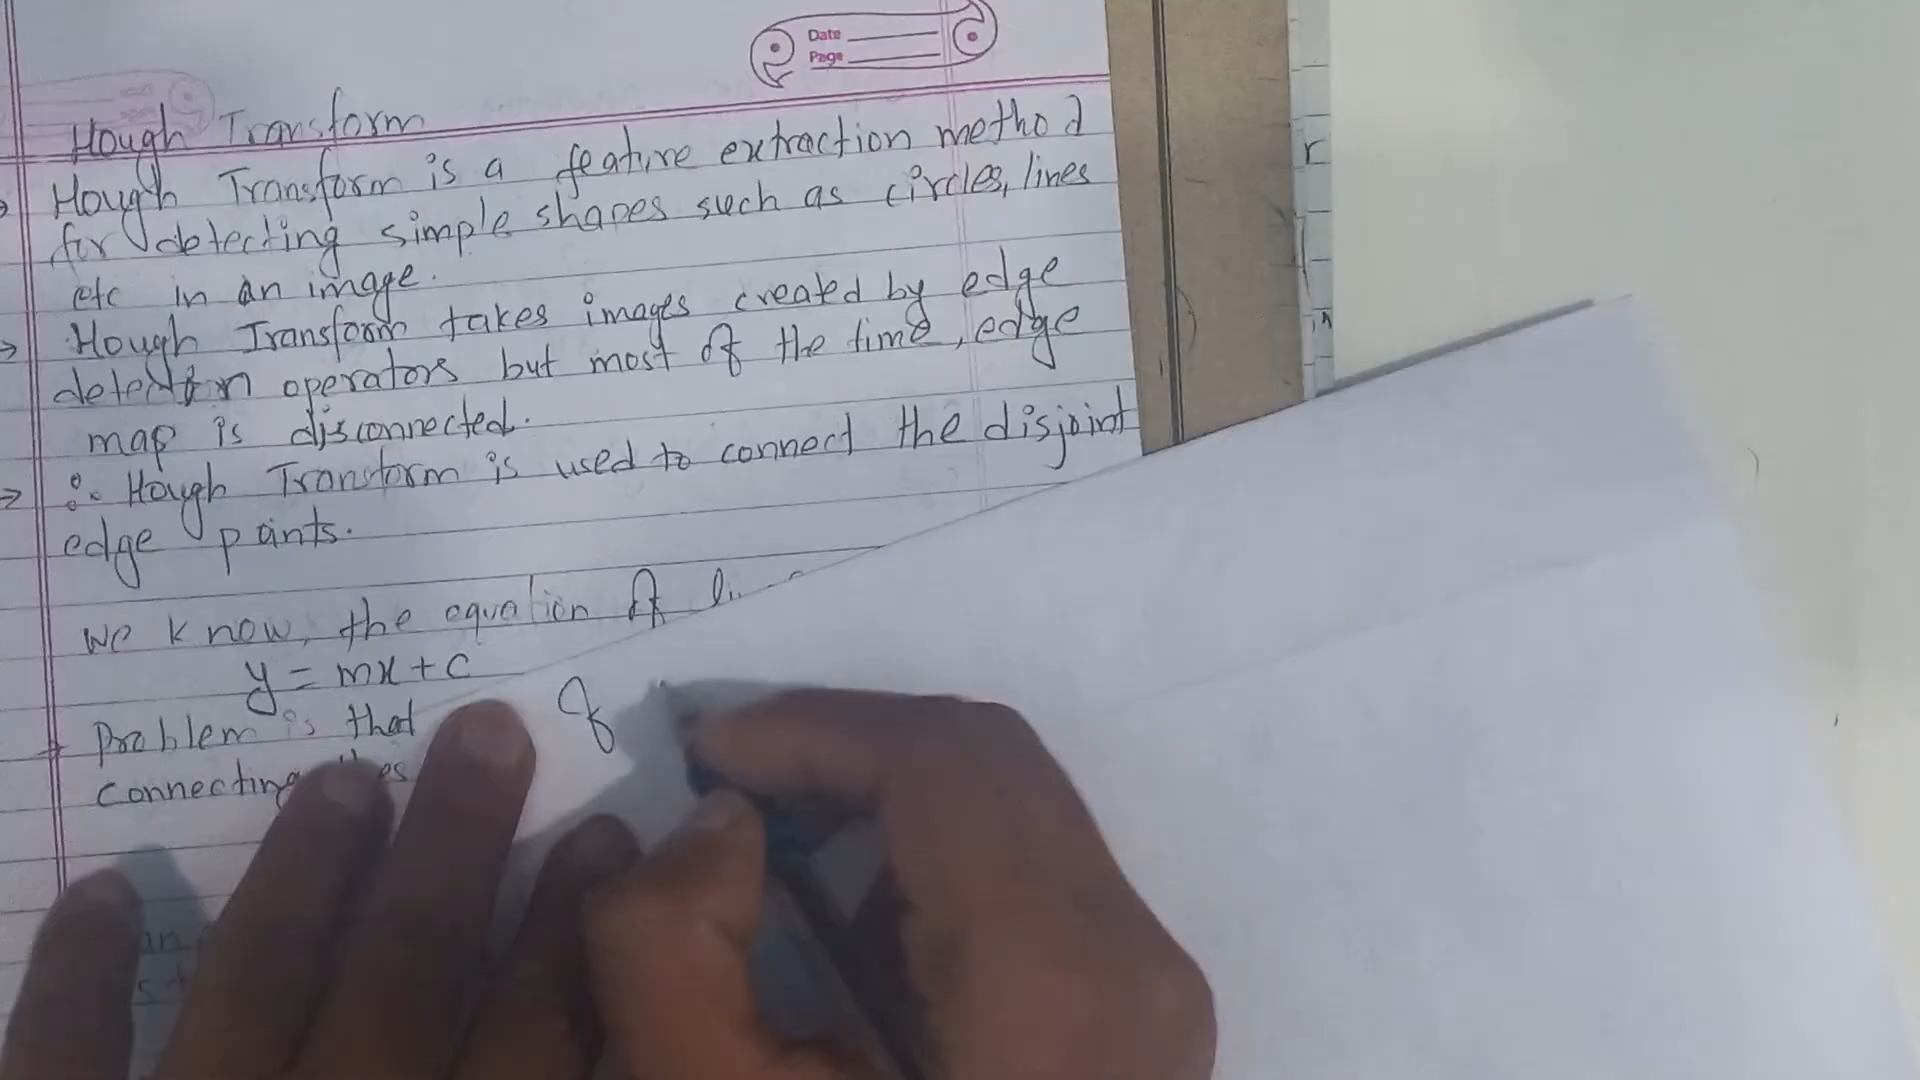 Date
Page
Hough Transform
Hough Transform is a feature extraction method
for detecting simple shapes such as circles, lines
etc in an image.
Hough Transform takes images created by edge
detection operators but most of the time, edge
map is disconnected.
∴ Hough Transform is used to connect the disjoint
edge points.
we know, the equation of
y = mx + c
Problem is that
connecting